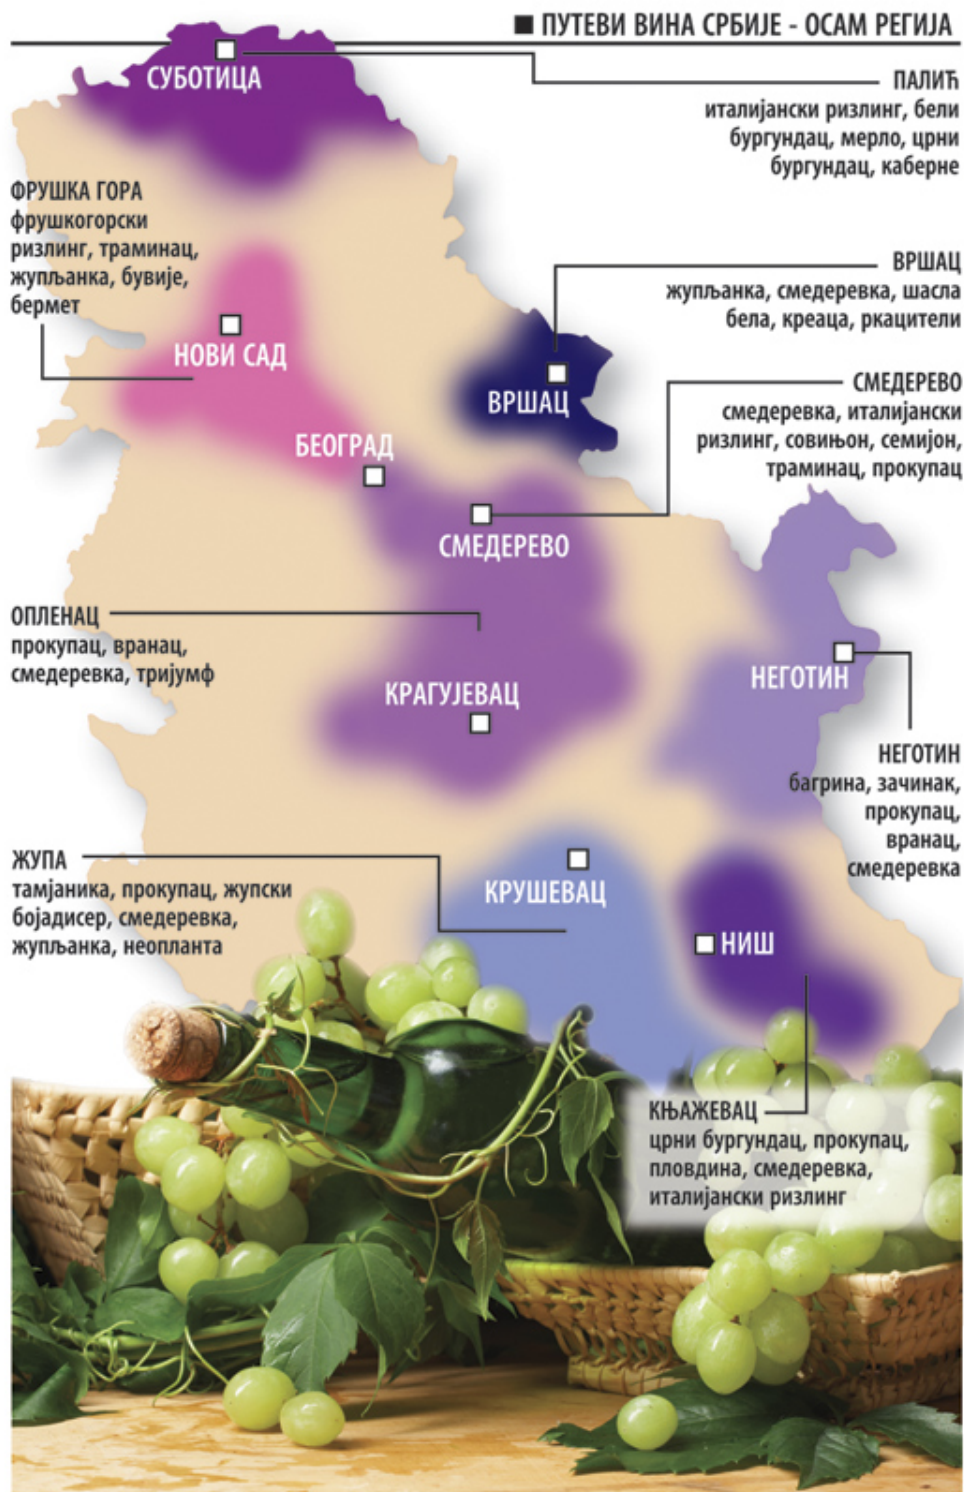 ПУТЕВИ ВИНА СРБИЈЕ - ОСАМ РЕГИЈА
СУБОТИЦА
ПАЛИЋ
италијански ризлинг, бели
бургундац, мерло, црни
бургундац, каберне
ФРУШКА ГОРА
фрушкогорски
ризлинг, траминац,
жупљанка, бувије,
бермет
ВРШАЦ
жупљанка, смедеревка, шасла
бела, креаца, ркацители
НОВИ САД
ВРШАЦ
СМЕДЕРЕВО
смедеревка, италијански
ризлинг, совињон, семијон,
траминац, прокупац
БЕОГРАД
СМЕДЕРЕВО
ОПЛЕНАЦ
прокупац, вранац,
смедеревка, тријумф
КРАГУЈЕВАЦ
НЕГОТИН
НЕГОТИН
багрина, зачинак,
прокупац,
вранац,
смедеревка
ЖУПА
тамјаника, прокупац, жупски
бојадисер, смедеревка,
жупљанка, неопланта
КРУШЕВАЦ
НИШ
КЊАЖЕВАЦ
црни бургундац, прокупац,
пловдина, смедеревка,
италијански ризлинг